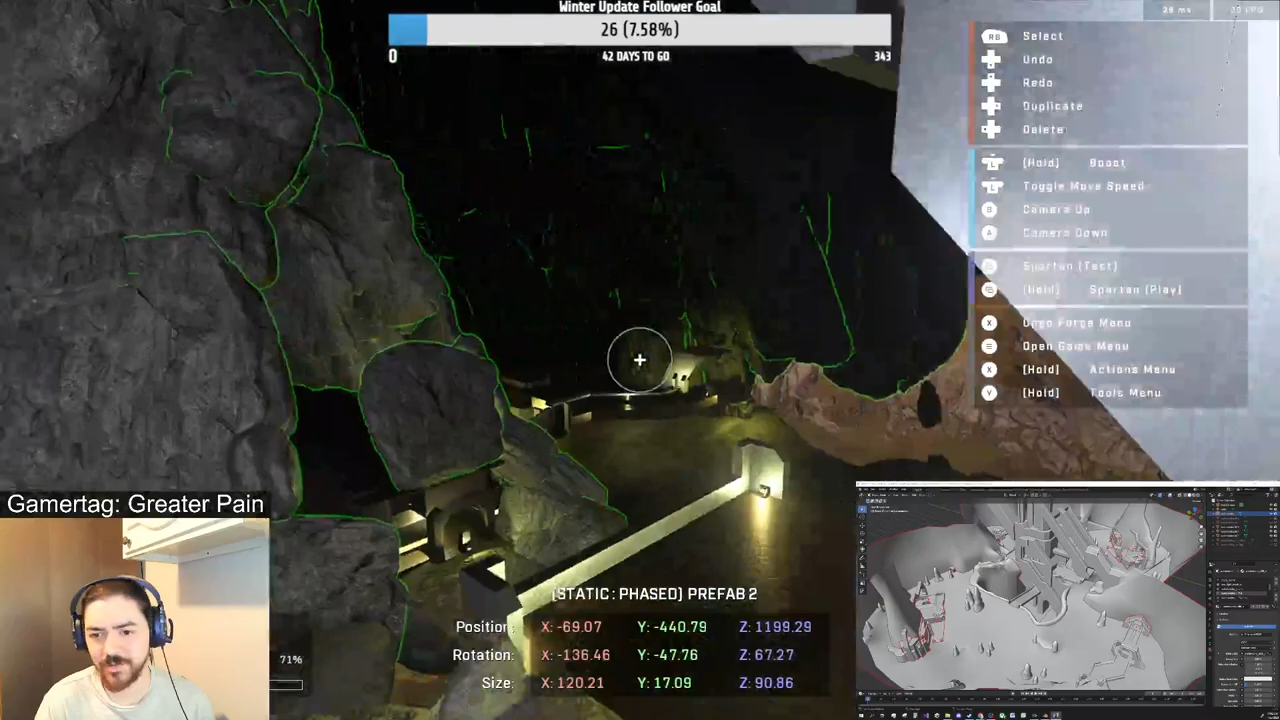 Winter Update Follower Goal
26 (7.58%)
0
42 DAYS TO GO
343
RB Select
Undo
Redo
Duplicate
Delete
L [Hold] Boost
L Toggle Move Speed
B Camera Up
A Camera Down
Spartan (Test)
[Hold] Spartan (Play)
X Open Forge Menu
Open Game Menu
X [Hold] Actions Menu
Y [Hold] Tools Menu
Gamertag: Greater Pain
71%
[STATIC: PHASED] PREFAB 2
Position: X: -69.07 Y: -440.79 Z: 1199.29
Rotation: X: -136.46 Y: -47.76 Z: 67.27
Size: X: 20.21 Y: 17.09 Z: 90.86